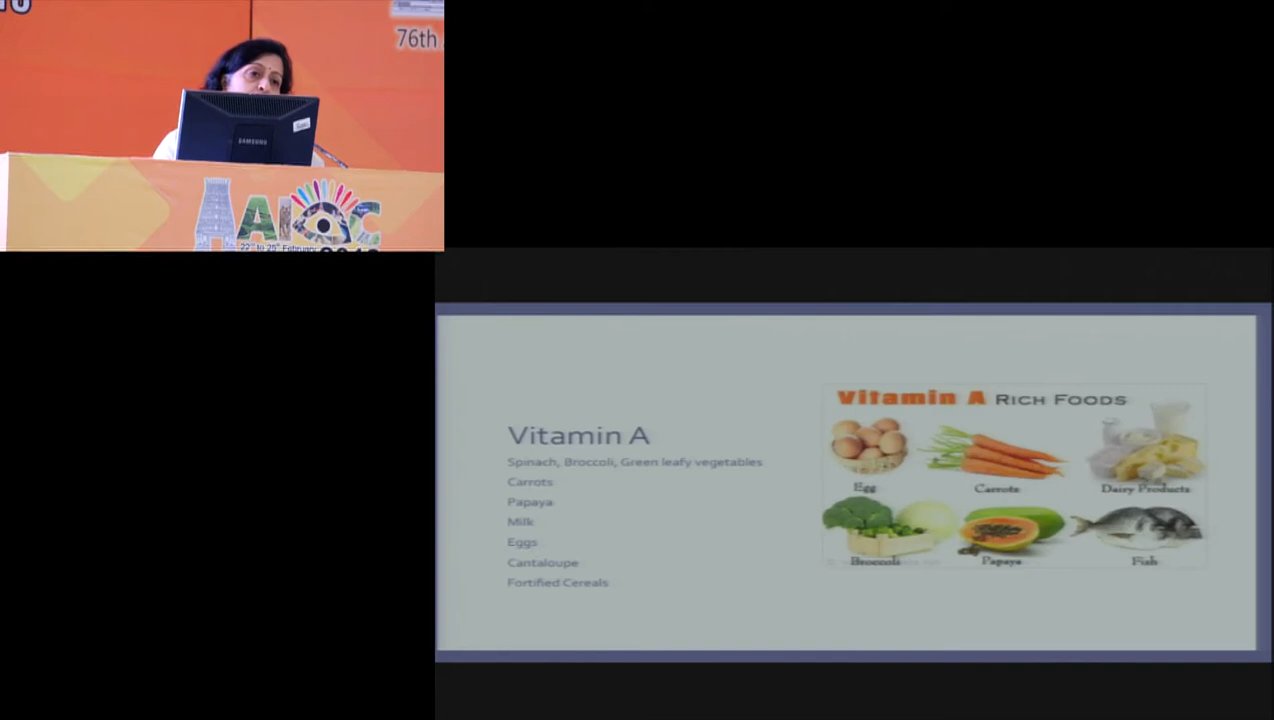 76th
SAMSUNG
AIOC
22nd to 25th February
Vitamin A
Spinach, Broccoli, Green leafy vegetables
Carrots
Papaya
Milk
Eggs
Cantaloupe
Fortified Cereals
Vitamin A RICH FOODS
Egg
Carrots
Dairy Products
Broccoli
Papaya
Fish